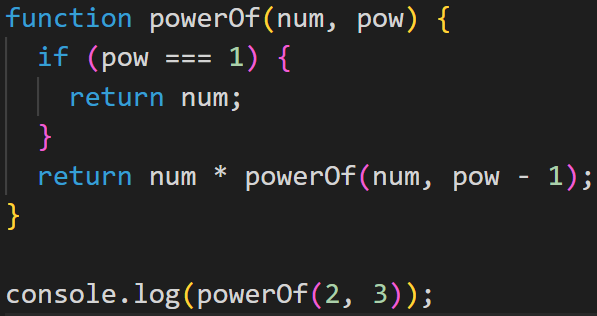 function powerOf(num, pow) {
  if (pow === 1) {
    return num;
  }
  return num * powerOf(num, pow - 1);
}

console.log(powerOf(2, 3));